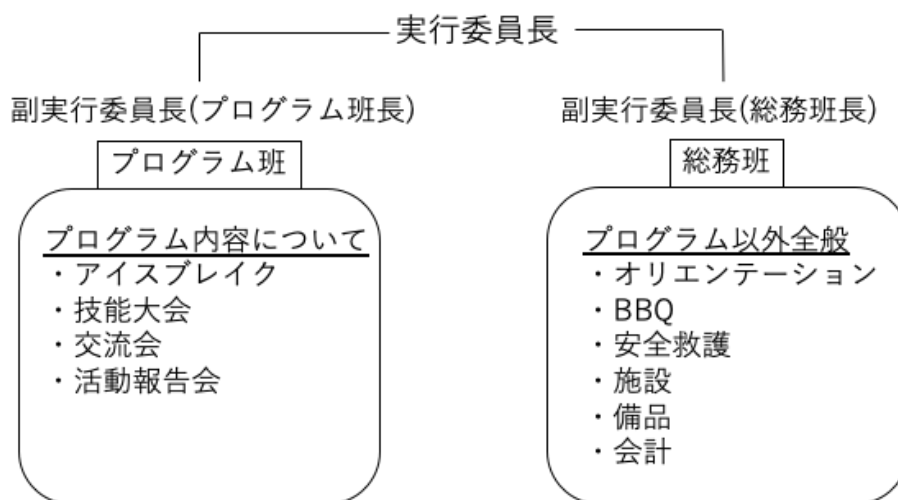 実行委員長
副実行委員長(プログラム班長)
プログラム班
プログラム内容について
・アイスブレイク
・技能大会
・交流会
・活動報告会
副実行委員長(総務班長)
総務班
プログラム以外全般
・オリエンテーション
・BBQ
・安全救護
・施設
・備品
・会計